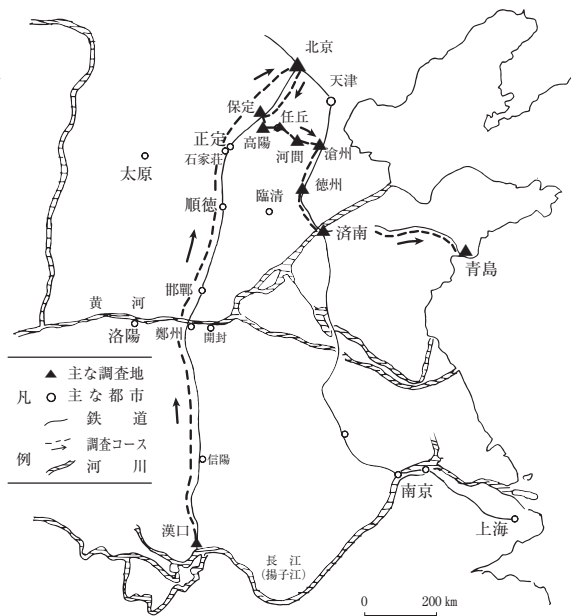 北京
天津
保定
任丘
正定
高陽
石家荘
河間
滄州
太原
徳州
順徳
臨清
済南
青島
邯鄲
黄河
洛陽
鄭州
開封
凡例
主な調査地
主な都市
鉄道
調査コース
河川
信陽
南京
漢口
上海
長江
(揚子江)
0 200 km